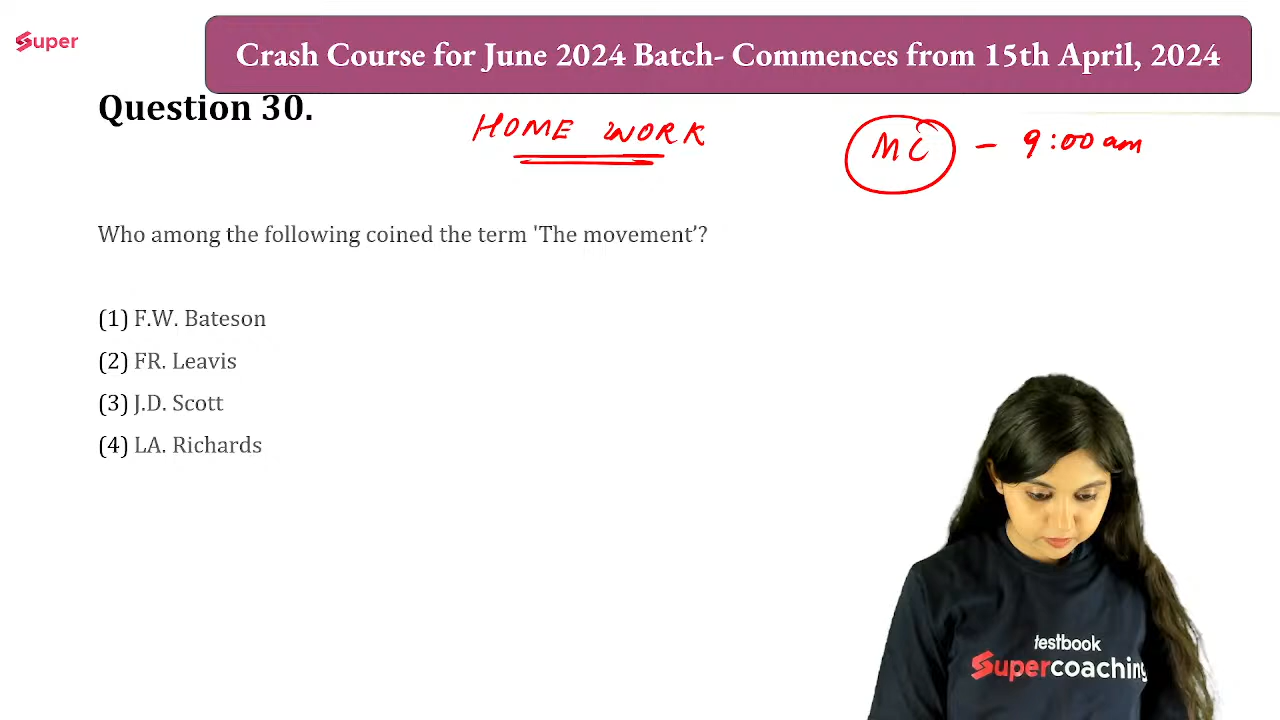 Super
Crash Course for June 2024 Batch- Commences from 15th April, 2024
Question 30.
HOME WORK
MC - 9:00 am
Who among the following coined the term 'The movement’?
(1) F.W. Bateson
(2) FR. Leavis
(3) J.D. Scott
(4) LA. Richards
testbook
Supercoaching